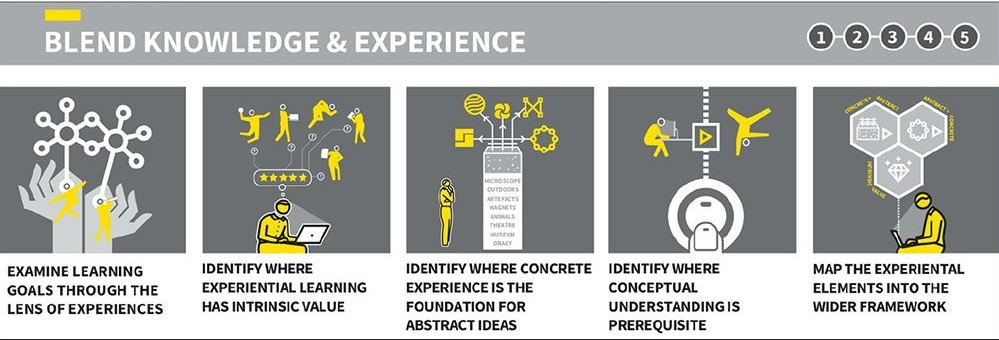 BLEND KNOWLEDGE & EXPERIENCE
1 2 3 4 5
MICROSCOPE
OUTDOORS
ARTEFACTS
MAGNETS
ANIMALS
THEATRE
MUSEUM
ORACY
CONCRETE > ABSTRACT
ABSTRACT > CONCRETE
INTRINSIC VALUE
EXAMINE LEARNING
GOALS THROUGH THE
LENS OF EXPERIENCES
IDENTIFY WHERE
EXPERIENTIAL LEARNING
HAS INTRINSIC VALUE
IDENTIFY WHERE CONCRETE
EXPERIENCE IS THE
FOUNDATION FOR
ABSTRACT IDEAS
IDENTIFY WHERE
CONCEPTUAL
UNDERSTANDING IS
PREREQUISITE
MAP THE EXPERIENTAL
ELEMENTS INTO THE
WIDER FRAMEWORK